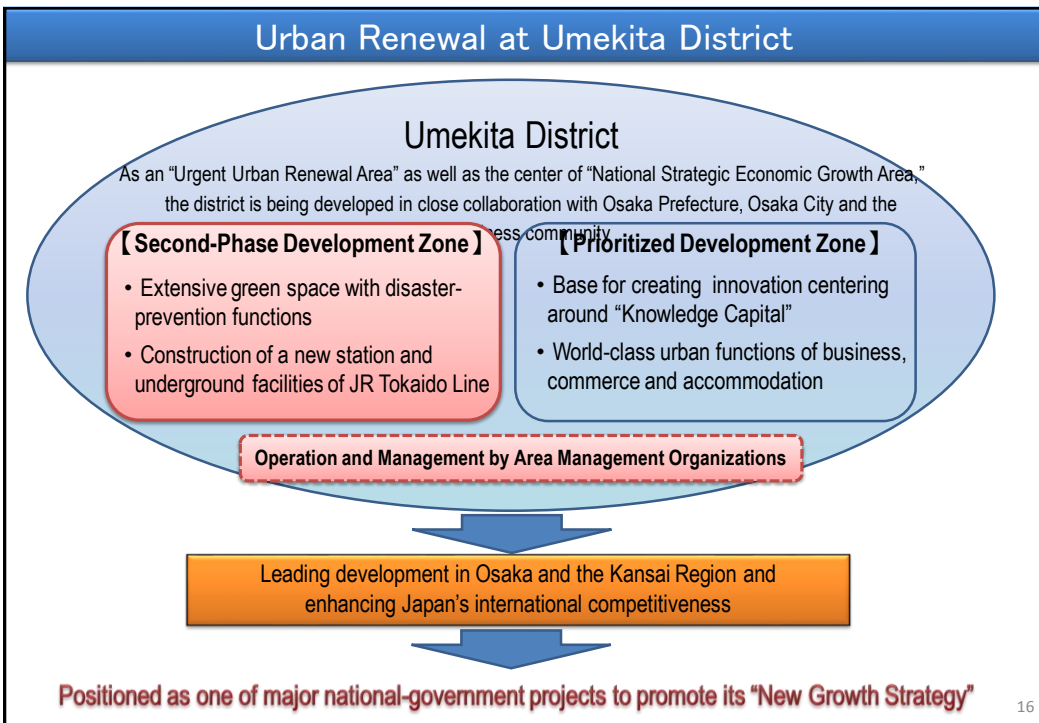 Urban Renewal at Umekita District
Umekita District
As an “Urgent Urban Renewal Area” as well as the center of “National Strategic Economic Growth Area,”
the district is being developed in close collaboration with Osaka Prefecture, Osaka City and the
community
【Second-Phase Development Zone】
• Extensive green space with disaster-
prevention functions
• Construction of a new station and
underground facilities of JR Tokaido Line
【Prioritized Development Zone】
• Base for creating innovation centering
around “Knowledge Capital”
• World-class urban functions of business,
commerce and accommodation
Operation and Management by Area Management Organizations
Leading development in Osaka and the Kansai Region and
enhancing Japan’s international competitiveness
Positioned as one of major national-government projects to promote its “New Growth Strategy”
16